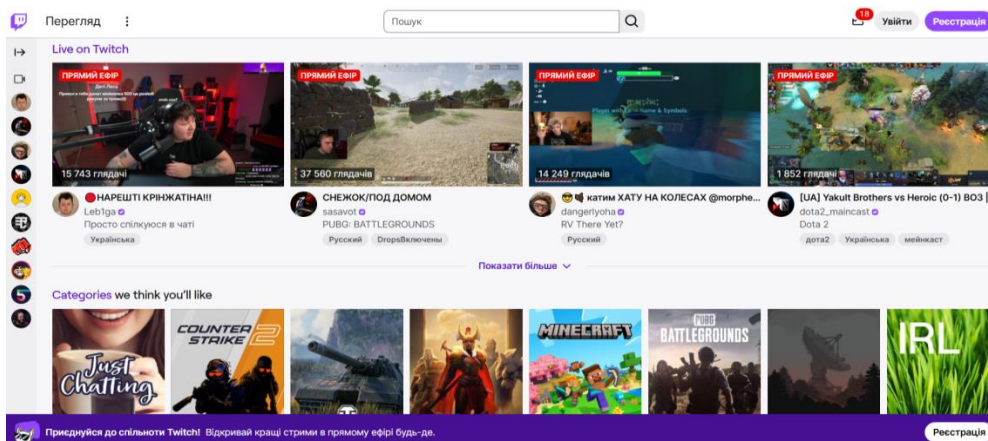 Перегляд
Пошук
18
Увійти
Реєстрація
Live on Twitch
ПРЯМИЙ ЕФІР
15 743 глядачі
ПРЯМИЙ ЕФІР
37 560 глядачів
ПРЯМИЙ ЕФІР
14 249 глядачів
ПРЯМИЙ ЕФІР
1 852 глядачі
НАРЕШТІ КРІНЖАТІНА!!!
Leb1ga
Просто спілкуюся в чаті
Українська
СНЕЖОК/ПОД ДОМОМ
sasavot
PUBG: BATTLEGROUNDS
Русский DropsВключены
катим ХАТУ НА КОЛЕСАХ @morphe...
dangerlyoha
RV There Yet?
Русский
[UA] Yakult Brothers vs Heroic (0-1) BO3 |
dota2_maincast
Dota 2
дота2 Українська мейнкаст
Показати більше
Categories we think you'll like
Just Chatting
COUNTER STRIKE 2
MINECRAFT
PUBG BATTLEGROUNDS
IRL
Приєднуйся до спільноти Twitch! Відкривай кращі стрими в прямому ефірі будь-де.
Реєстрація